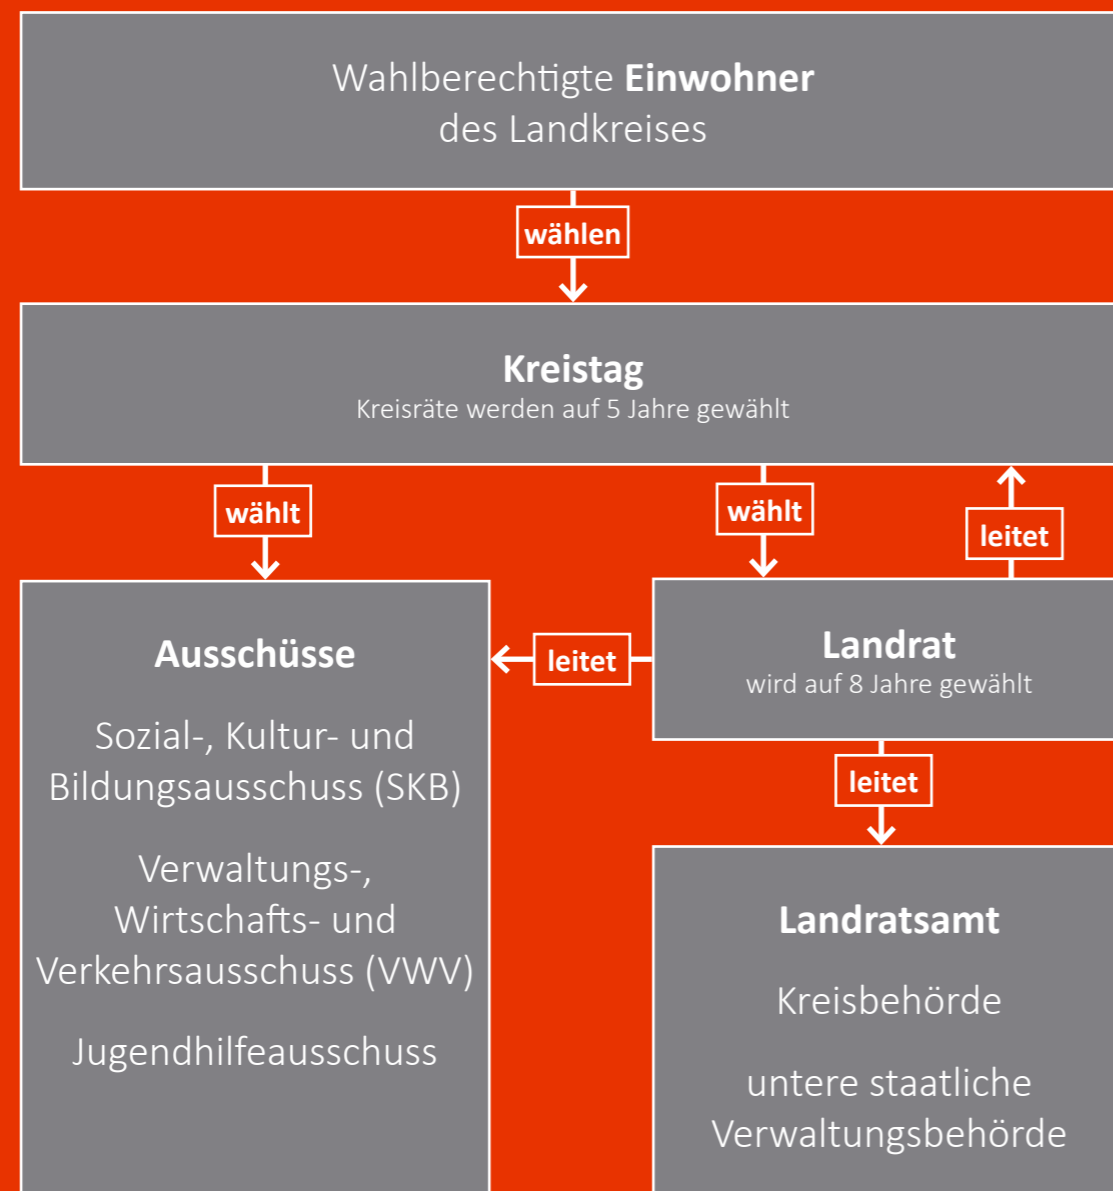 Wahlberechtigte Einwohner
des Landkreises
wählen
Kreistag
Kreisräte werden auf 5 Jahre gewählt
wählt
wählt
leitet
Ausschüsse
Sozial-, Kultur- und
Bildungsausschuss (SKB)
Verwaltungs-,
Wirtschafts- und
Verkehrsausschuss (VWV)
Jugendhilfeausschuss
leitet
Landrat
wird auf 8 Jahre gewählt
leitet
Landratsamt
Kreisbehörde
untere staatliche
Verwaltungsbehörde